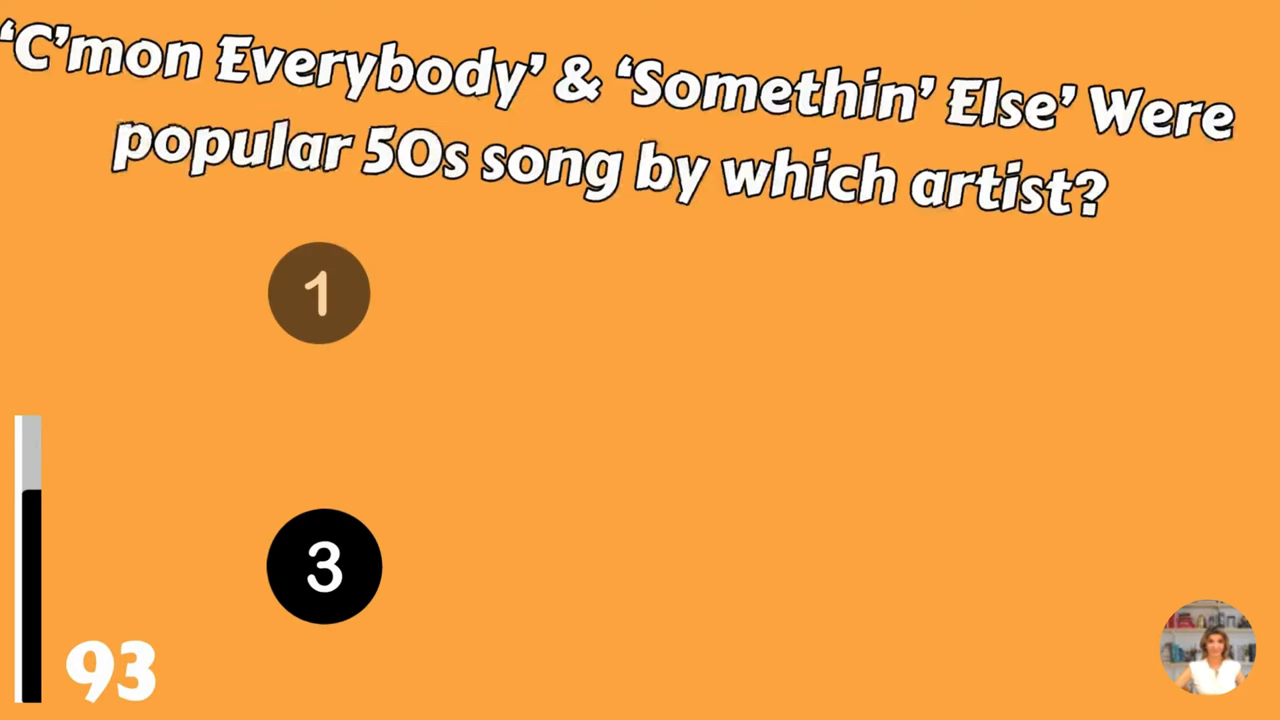 ‘C’mon Everybody’ & ‘Somethin’ Else’ Were
popular 50s song by which artist?
1
3
93